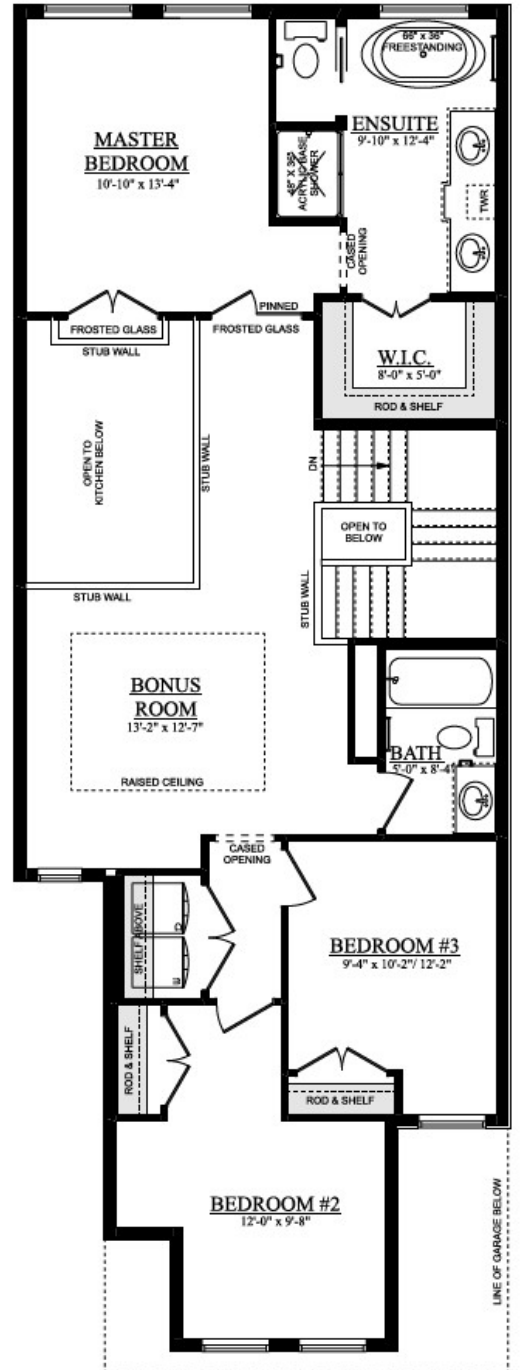 66" x 36"
FREESTANDING
MASTER
BEDROOM
10'-10" x 13'-4"
ENSUITE
9'-10" x 12'-4"
48" X 36"
ACRYLIC BASE
SHOWER
TWR
CASED
OPENING
PINNED
FROSTED GLASS
FROSTED GLASS
STUB WALL
W.I.C.
8'-0" x 5'-0"
ROD & SHELF
OPEN TO
KITCHEN BELOW
STUB WALL
DN
OPEN TO
BELOW
STUB WALL
STUB WALL
BONUS
ROOM
13'-2" x 12'-7"
RAISED CEILING
BATH
5'-0" x 8'-4"
CASED
OPENING
SHELF ABOVE
D
W
BEDROOM #3
9'-4" x 10'-2"/ 12'-2"
ROD & SHELF
ROD & SHELF
BEDROOM #2
12'-0" x 9'-8"
LINE OF GARAGE BELOW